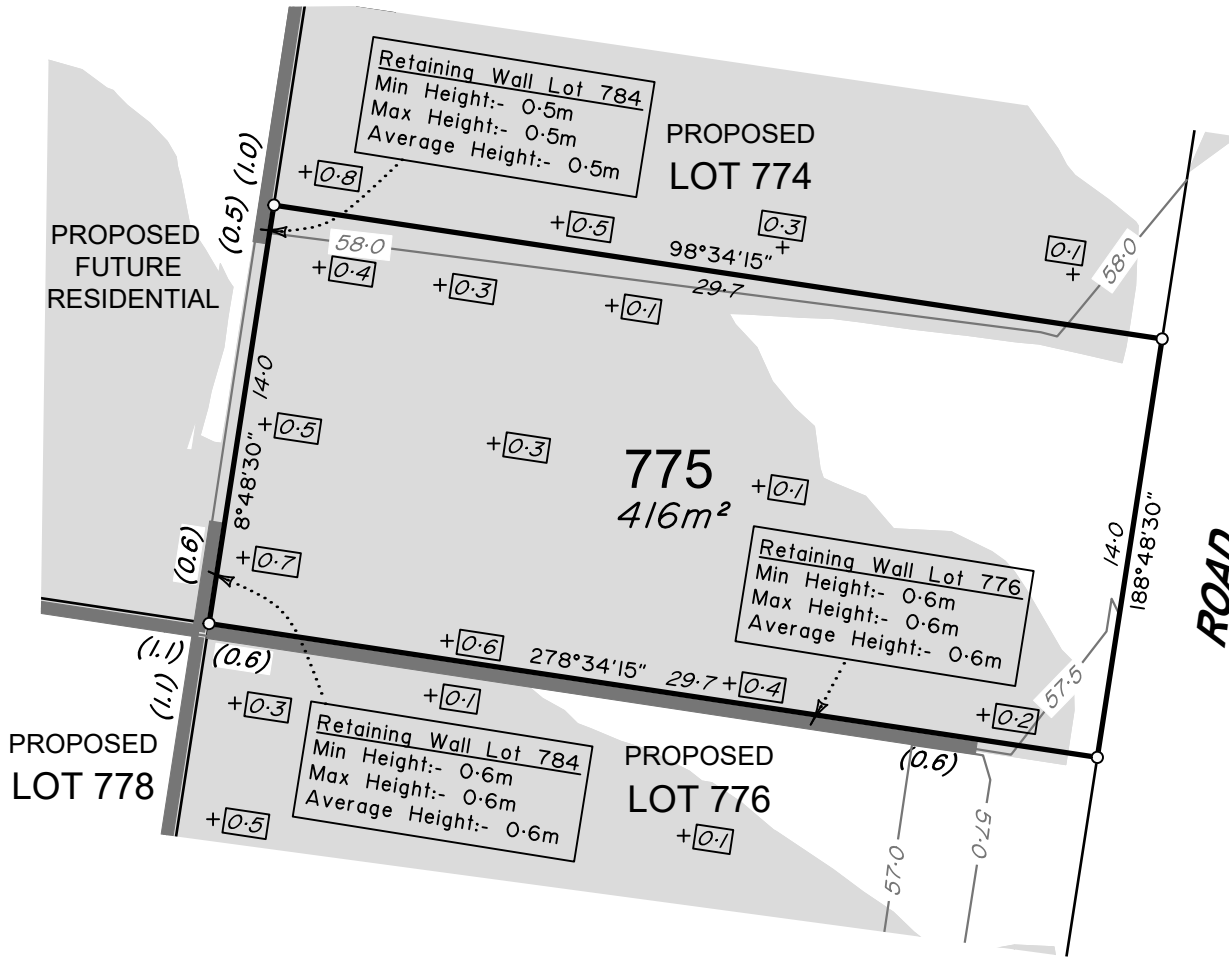 Retaining Wall Lot 784
Min Height:- 0·5m
Max Height:- 0·5m
Average Height:- 0·5m
PROPOSED
LOT 774
(1.0)
(0.5)
0·8
0·5
0·3
0·1
58·0
PROPOSED
FUTURE
RESIDENTIAL
58·0
98°34'15"
29·7
0·4
0·3
0·1
14·0
8°48'30"
0·5
0·3
775
416m²
0·1
14·0
188°48'30"
ROAD
(0.6)
0·7
Retaining Wall Lot 776
Min Height:- 0·6m
Max Height:- 0·6m
Average Height:- 0·6m
(1.1)
(0.6)
0·6
278°34'15"
29·7
0·4
0·2
57·5
(1.1)
0·3
0·1
(0.6)
PROPOSED
LOT 778
Retaining Wall Lot 784
Min Height:- 0·6m
Max Height:- 0·6m
Average Height:- 0·6m
PROPOSED
LOT 776
0·5
0·1
57·0
57·0